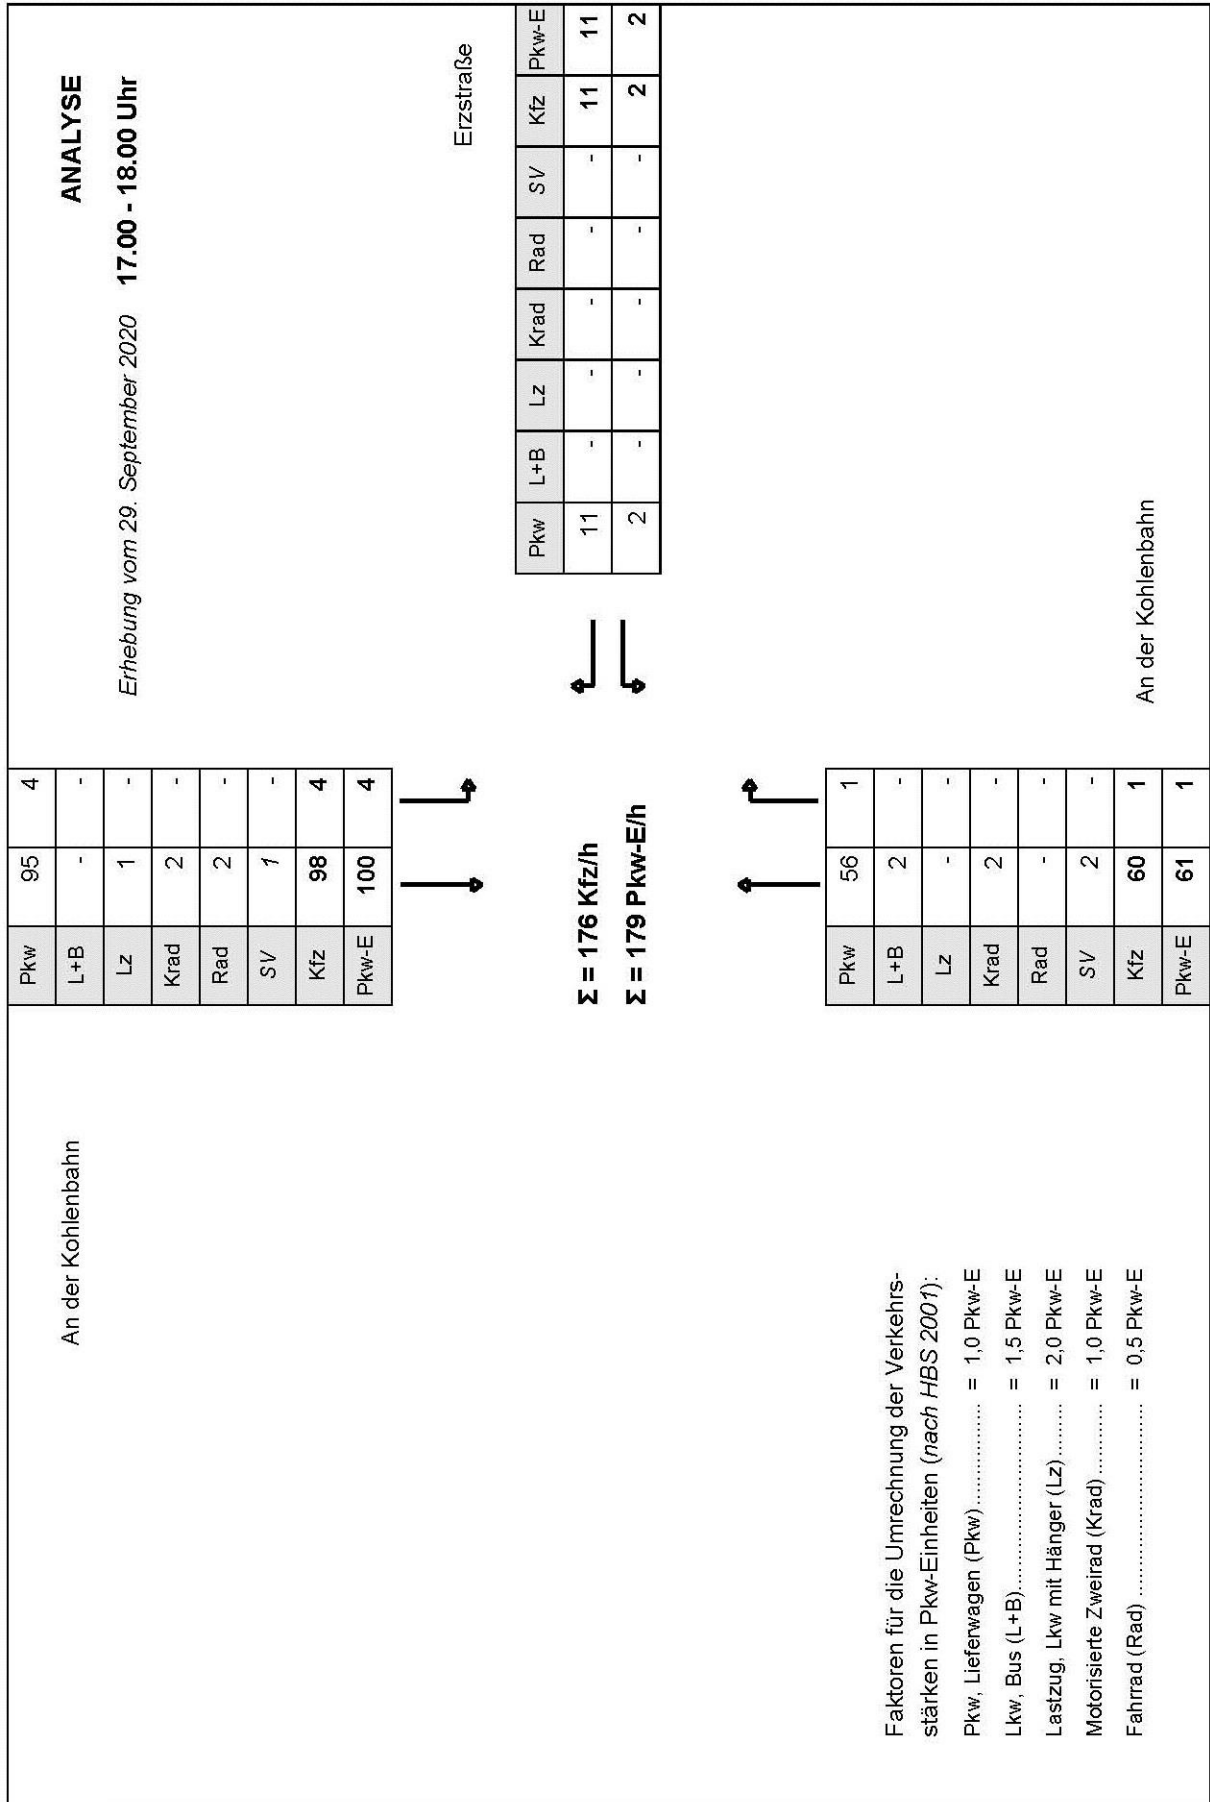 An der Kohlenbahn
Pkw 95 4
L+B - -
Lz 1 -
Krad 2 -
Rad 2 -
SV 1 -
Kfz 98 4
Pkw-E 100 4
ANALYSE
Erhebung vom 29. September 2020 17.00 - 18.00 Uhr
Erzstraße
Pkw L+B Lz Krad Rad SV Kfz Pkw-E
11 - - - - - 11 11
2 - - - - - 2 2
Σ = 176 Kfz/h
Σ = 179 Pkw-E/h
Faktoren für die Umrechnung der Verkehrs-
stärken in Pkw-Einheiten (nach HBS 2001):
Pkw, Lieferwagen (Pkw)................. = 1,0 Pkw-E
Lkw, Bus (L+B)............................... = 1,5 Pkw-E
Lastzug, Lkw mit Hänger (Lz)......... = 2,0 Pkw-E
Motorisierte Zweirad (Krad)............ = 1,0 Pkw-E
Fahrrad (Rad) ................................ = 0,5 Pkw-E
Pkw 56 1
L+B 2 -
Lz - -
Krad 2 -
Rad - -
SV 2 -
Kfz 60 1
Pkw-E 61 1
An der Kohlenbahn